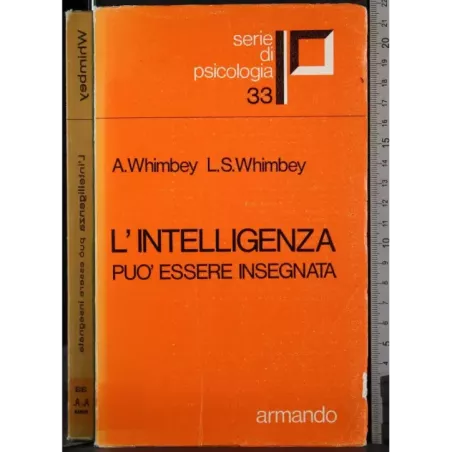 serie
di
psicologia
33
A.Whimbey L.S.Whimbey
L'INTELLIGENZA
PUO' ESSERE INSEGNATA
armando
Whimbey
L'intelligenza può essere insegnata